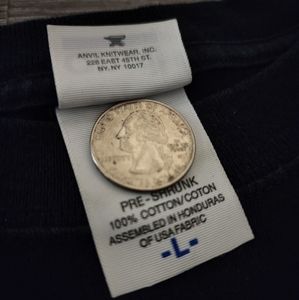 ANVIL KNITWEAR, INC.
228 EAST 45TH ST.
NY. NY 10017
LIBERTY
PRE-SHRUNK
100% COTTON/COTON
ASSEMBLED IN HONDURAS
OF USA FABRIC
-L-